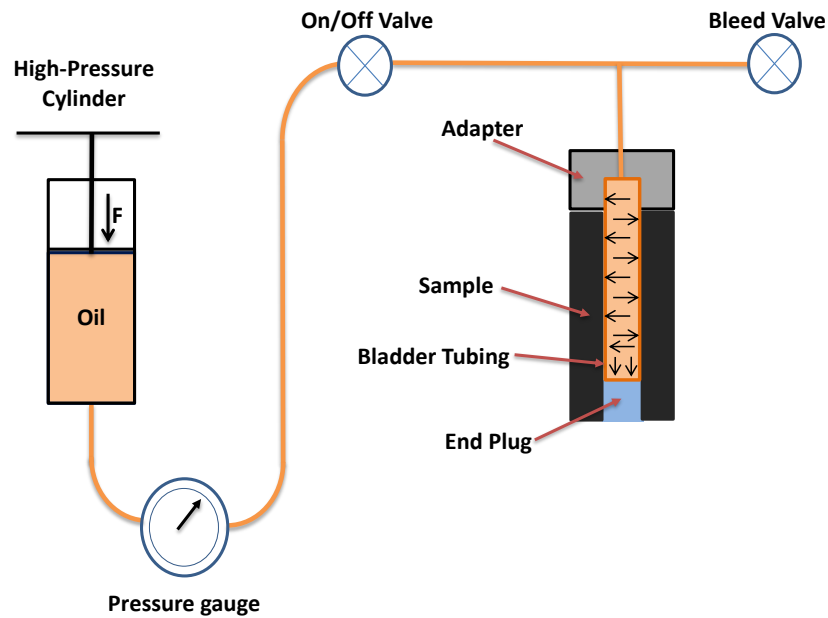 On/Off Valve
Bleed Valve
High-Pressure
Cylinder
Adapter
F
Sample
Oil
Bladder Tubing
End Plug
Pressure gauge